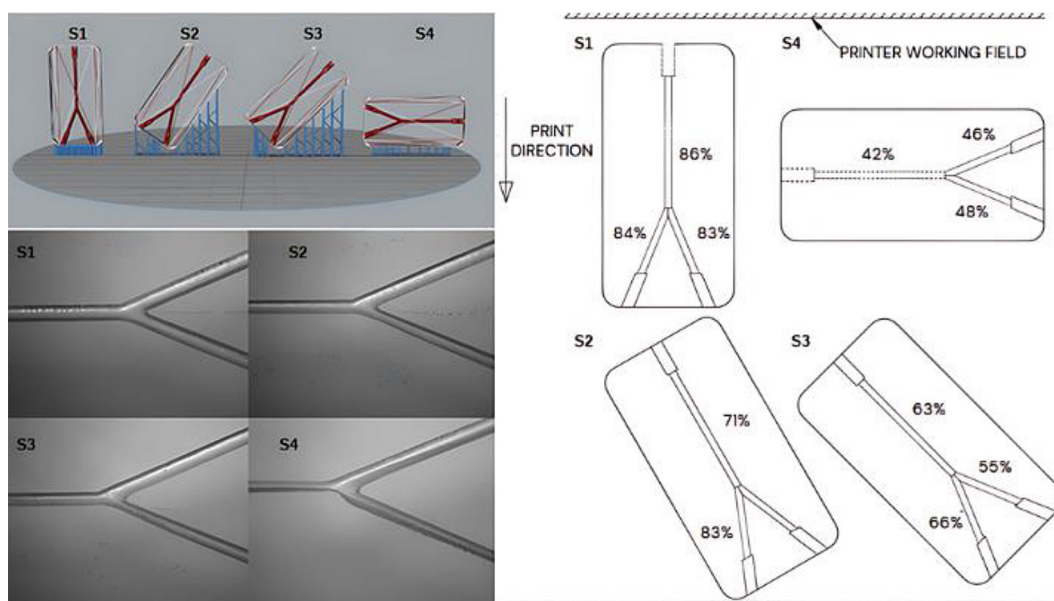 S1
S2
S3
S4
S1
S2
S3
S4
PRINT
DIRECTION
PRINTER WORKING FIELD
S1
86%
84%
83%
S4
42%
46%
48%
S2
71%
83%
S3
63%
55%
66%